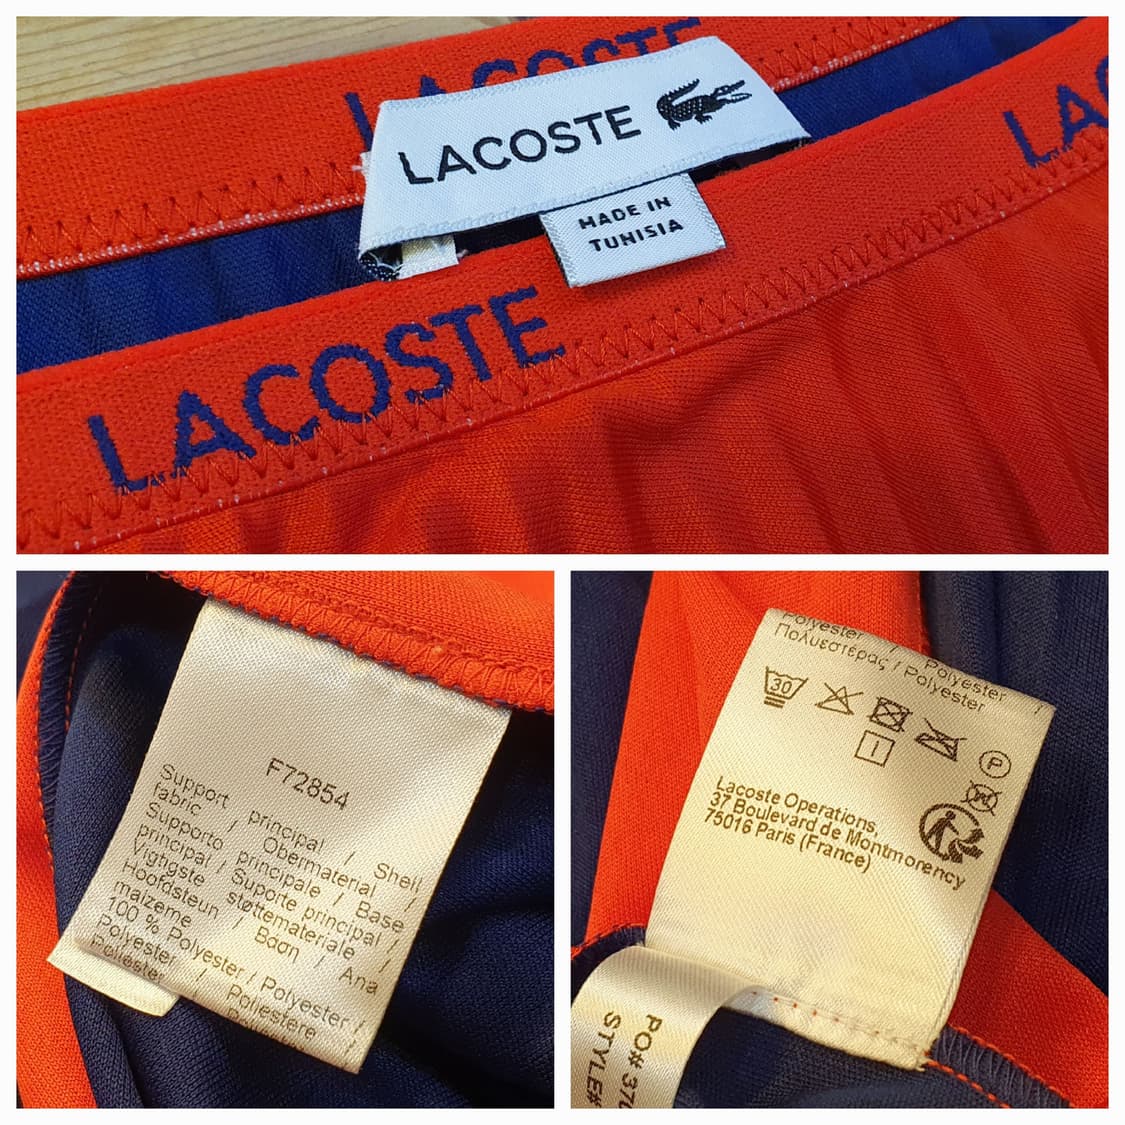 LACOSTE
LACOSTE
MADE IN
TUNISIA
LACOSTE
LAC
F72854
Support principal / Shell
fabric / Obermaterial /
Supporto principale / Base
principal / Suporte principal /
Vigtigste støttemateriale /
Hoofdsteun / Βάση / Ana
malzeme
100 % Polyester / Polyester /
Polyester / Poliestere
Poliéster
Polyester
Πολυεστέρας / Polyester
Polyester
30
P
Lacoste Operations,
37 Boulevard de Montmorency
75016 Paris (France)
PO# 370
STYLE#